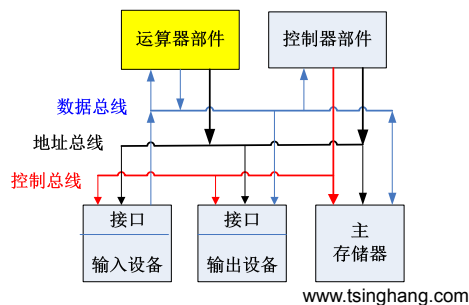 运算器部件
控制器部件
数据总线
地址总线
控制总线
接口
接口
主
存储器
输入设备
输出设备
www.tsinghang.com